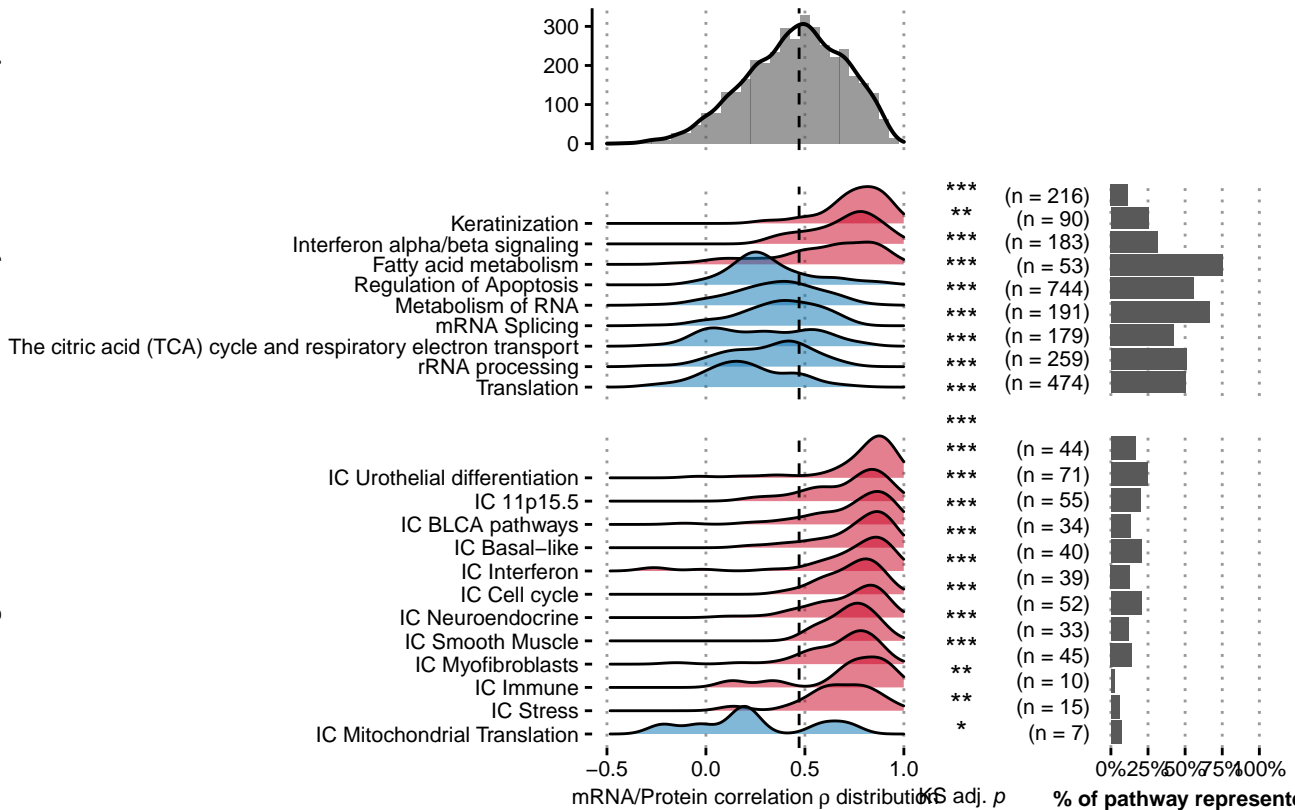 300
200
100
0
Keratinization *** (n = 216)
Interferon alpha/beta signaling ** (n = 90)
Fatty acid metabolism *** (n = 183)
Regulation of Apoptosis *** (n = 53)
Metabolism of RNA *** (n = 744)
mRNA Splicing *** (n = 191)
The citric acid (TCA) cycle and respiratory electron transport *** (n = 179)
rRNA processing *** (n = 259)
Translation *** (n = 474)
***
IC Urothelial differentiation *** (n = 44)
IC 11p15.5 *** (n = 71)
IC BLCA pathways *** (n = 55)
IC Basal−like *** (n = 34)
IC Interferon *** (n = 40)
IC Cell cycle *** (n = 39)
IC Neuroendocrine *** (n = 52)
IC Smooth Muscle *** (n = 33)
IC Myofibroblasts ** (n = 45)
IC Immune ** (n = 10)
IC Stress * (n = 15)
IC Mitochondrial Translation (n = 7)
−0.5 0.0 0.5 1.0 0% 25% 50% 75% 100%
mRNA/Protein correlation ρ distribution KS adj. p % of pathway represente